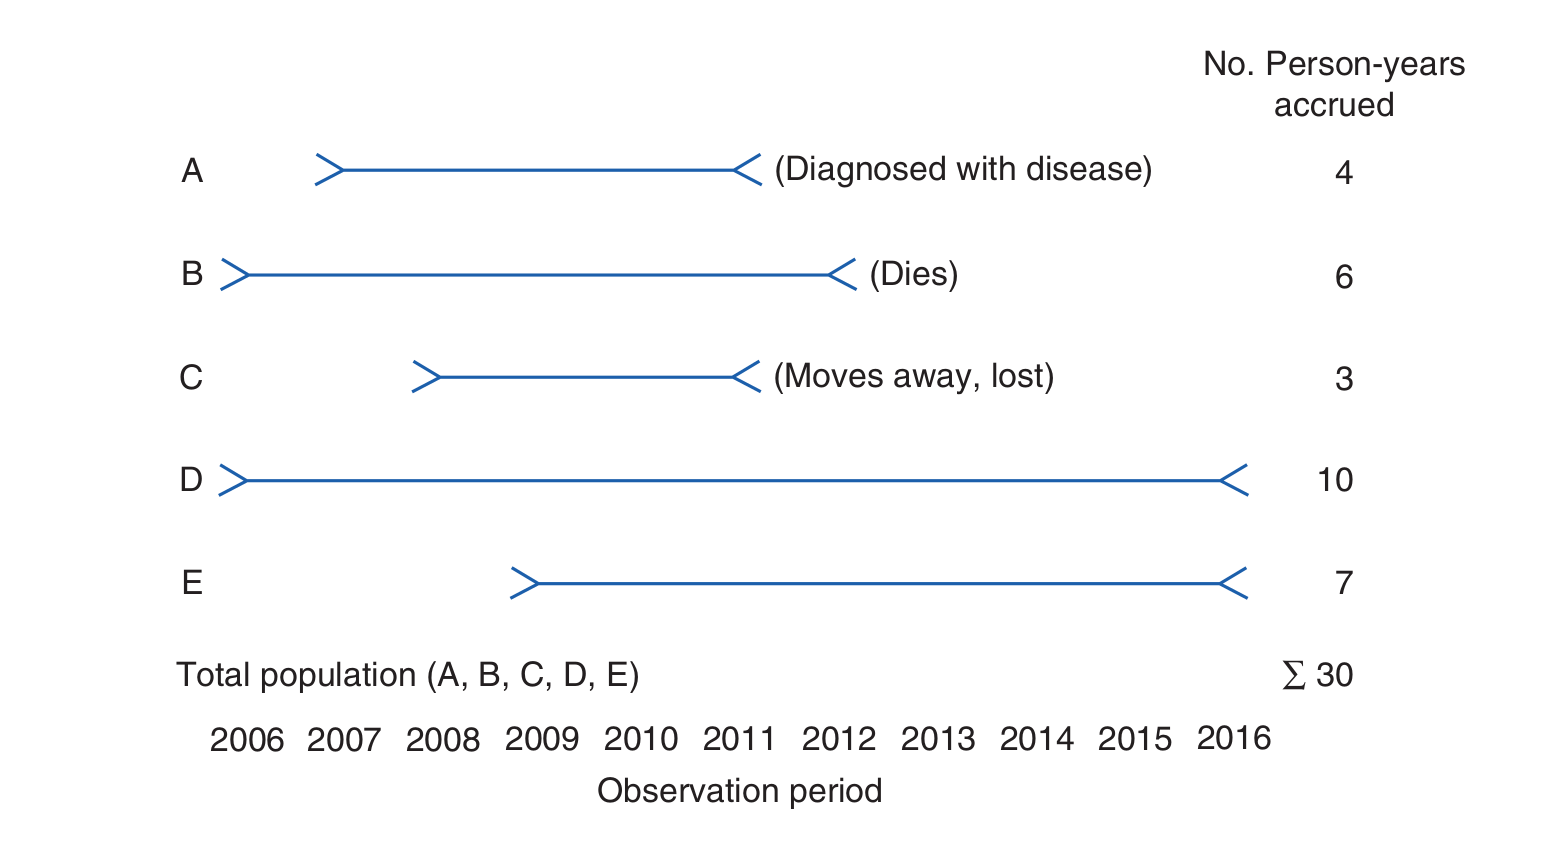 No. Person-years
accrued
A (Diagnosed with disease) 4
B (Dies) 6
C (Moves away, lost) 3
D 10
E 7
Total population (A, B, C, D, E) ∑ 30
2006 2007 2008 2009 2010 2011 2012 2013 2014 2015 2016
Observation period